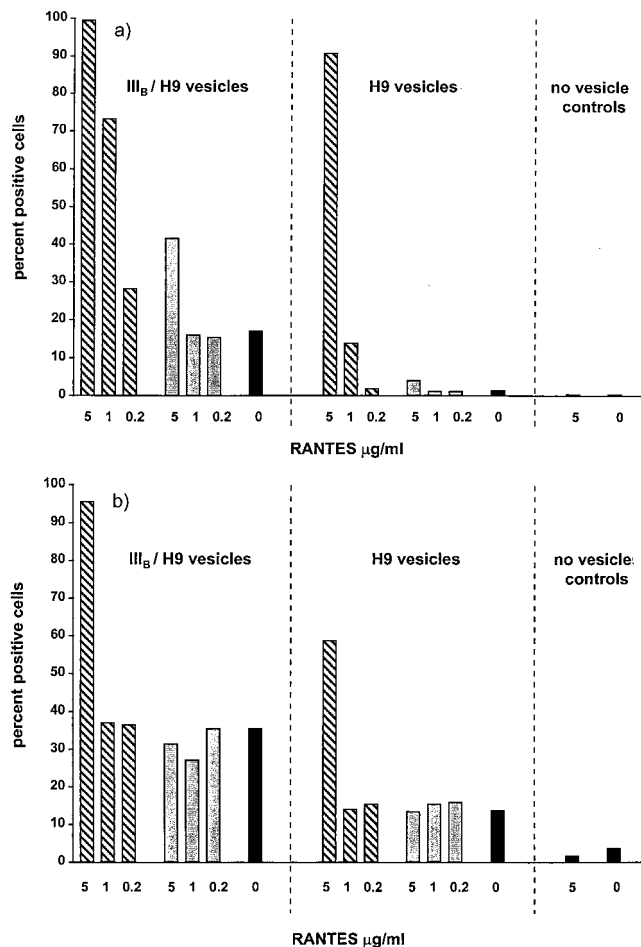 a)
III_B / H9 vesicles
H9 vesicles
no vesicle
controls
100
90
80
70
60
50
40
30
20
10
0
percent positive cells
5 1 0.2 5 1 0.2 0 5 1 0.2 5 1 0.2 0 5 0
RANTES µg/ml
b)
III_B / H9 vesicles
H9 vesicles
no vesicles
controls
100
90
80
70
60
50
40
30
20
10
0
percent positive cells
5 1 0.2 5 1 0.2 0 5 1 0.2 5 1 0.2 0 5 0
RANTES µg/ml